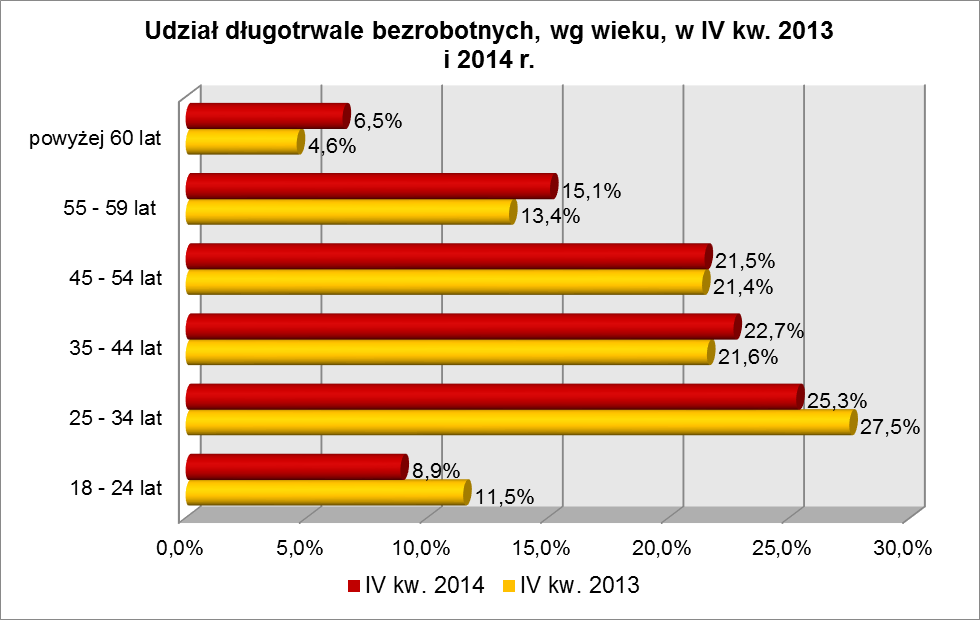 Udział długotrwale bezrobotnych, wg wieku, w IV kw. 2013
i 2014 r.
powyżej 60 lat
6,5%
4,6%
55 - 59 lat
15,1%
13,4%
45 - 54 lat
21,5%
21,4%
35 - 44 lat
22,7%
21,6%
25 - 34 lat
25,3%
27,5%
18 - 24 lat
8,9%
11,5%
0,0% 5,0% 10,0% 15,0% 20,0% 25,0% 30,0%
IV kw. 2014 IV kw. 2013